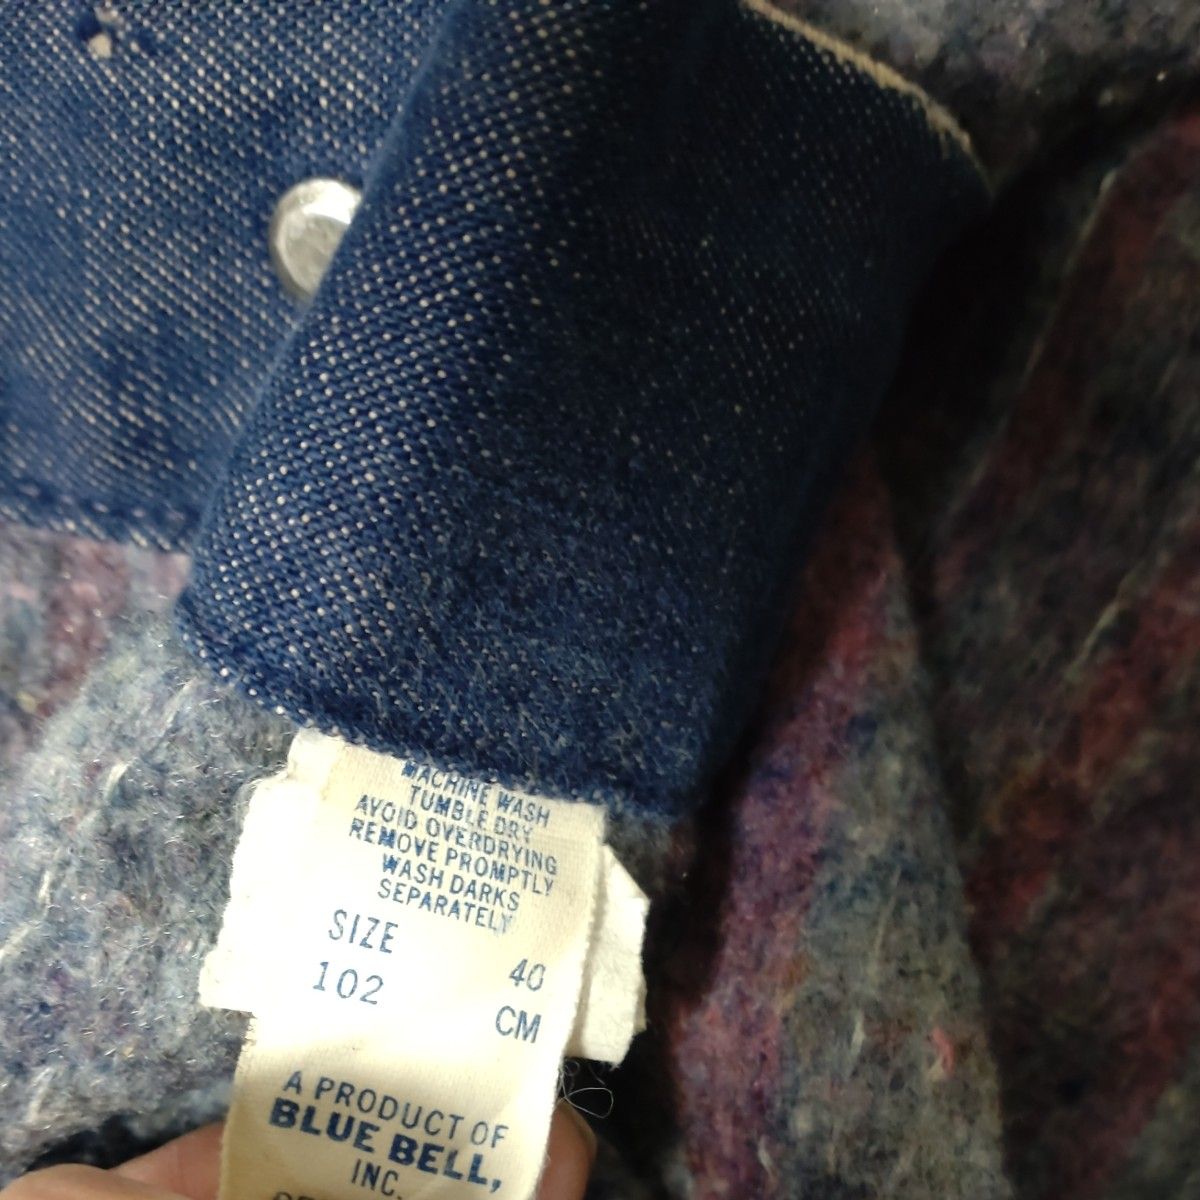 MACHINE WASH
TUMBLE DRY
AVOID OVERDRYING
REMOVE PROMPTLY
WASH DARKS
SEPARATELY
SIZE 40
102 CM
A PRODUCT OF
BLUE BELL,
INC.